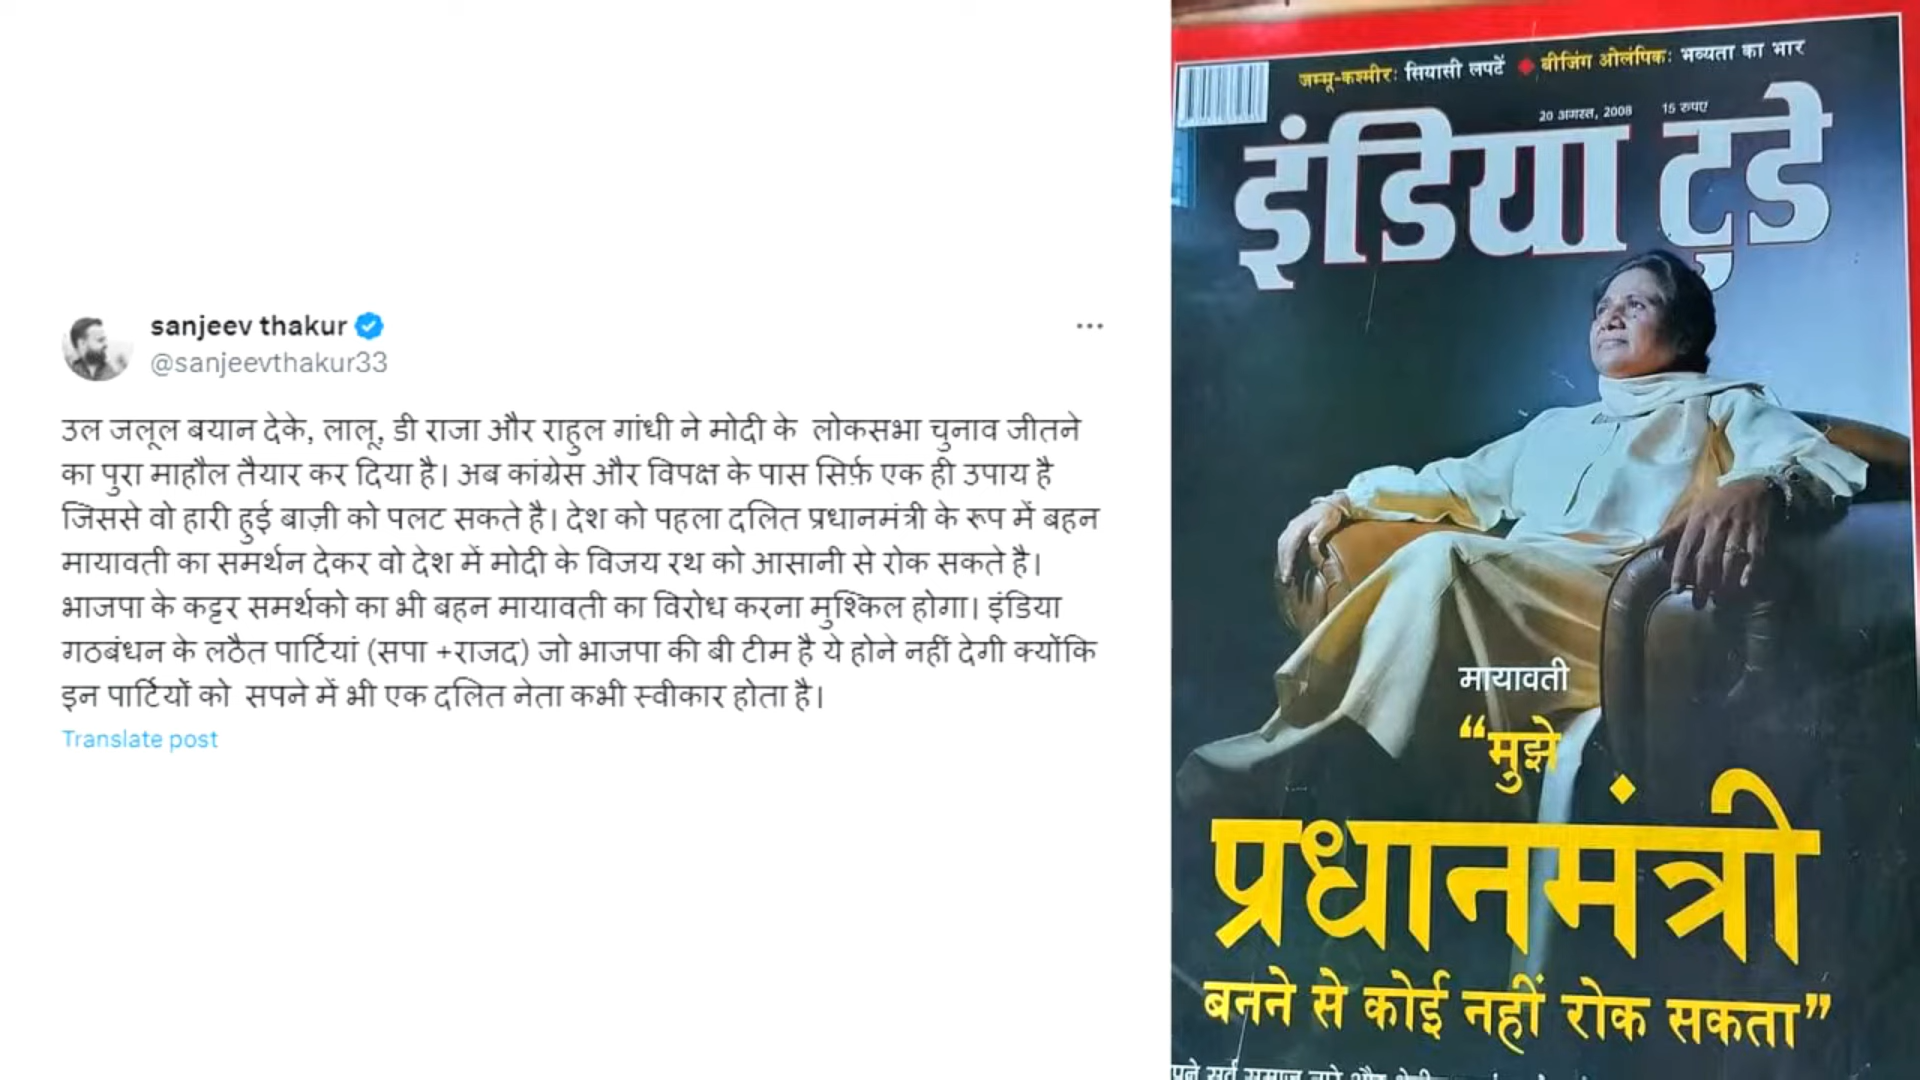 sanjeev thakur
@sanjeevthakur33
उल जलूल बयान देके, लालू, डी राजा और राहुल गांधी ने मोदी के लोकसभा चुनाव जीतने
का पुरा माहौल तैयार कर दिया है। अब कांग्रेस और विपक्ष के पास सिर्फ़ एक ही उपाय है
जिससे वो हारी हुई बाज़ी को पलट सकते है। देश को पहला दलित प्रधानमंत्री के रूप में बहन
मायावती का समर्थन देकर वो देश में मोदी के विजय रथ को आसानी से रोक सकते है।
भाजपा के कट्टर समर्थको का भी बहन मायावती का विरोध करना मुश्किल होगा। इंडिया
गठबंधन के लठैत पार्टियां (सपा +राजद) जो भाजपा की बी टीम है ये होने नहीं देगी क्योंकि
इन पार्टियों को सपने में भी एक दलित नेता कभी स्वीकार होता है।
Translate post
जम्मू-कश्मीर: सियासी लपटें ◆ बीजिंग ओलंपिक: भव्यता का भार
20 अगस्त, 2008 15 रुपए
इंडिया टुडे
मायावती
“मुझे
प्रधानमंत्री
बनने से कोई नहीं रोक सकता”